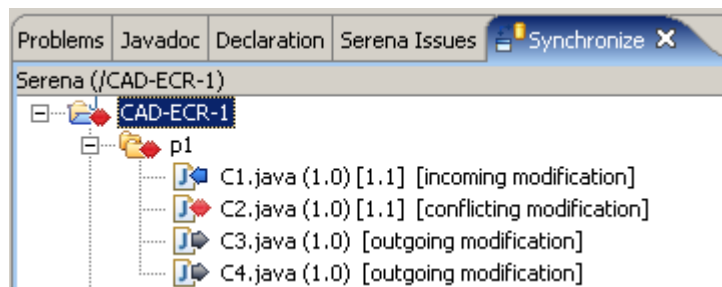 Problems Javadoc Declaration Serena Issues Synchronize
Serena (/CAD-ECR-1)
CAD-ECR-1
p1
C1.java (1.0) [1.1] [incoming modification]
C2.java (1.0) [1.1] [conflicting modification]
C3.java (1.0) [outgoing modification]
C4.java (1.0) [outgoing modification]